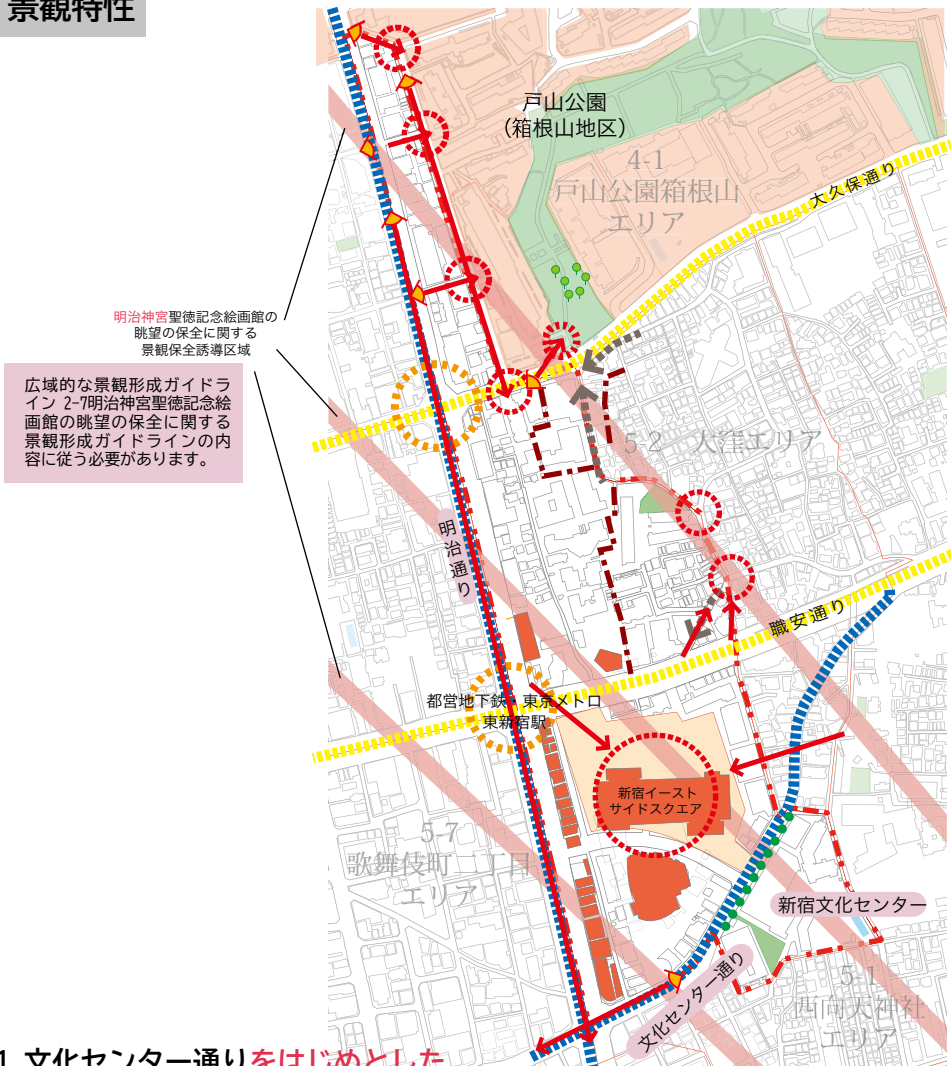 景観特性
戸山公園
（箱根山地区）
4-1
戸山公園箱根山
エリア
大久保通り
明治神宮聖徳記念絵画館の
眺望の保全に関する
景観保全誘導区域
広域的な景観形成ガイドラ
イン 2-7明治神宮聖徳記念絵
画館の眺望の保全に関する
景観形成ガイドラインの内
容に従う必要があります。
5-2 大窪エリア
明治通り
職安通り
都営地下鉄・東京メトロ
東新宿駅
新宿イースト
サイドスクエア
5-7
歌舞伎町二丁目
エリア
新宿文化センター
文化センター通り
5-1
西向天神社
エリア
1 文化センター通りをはじめとした